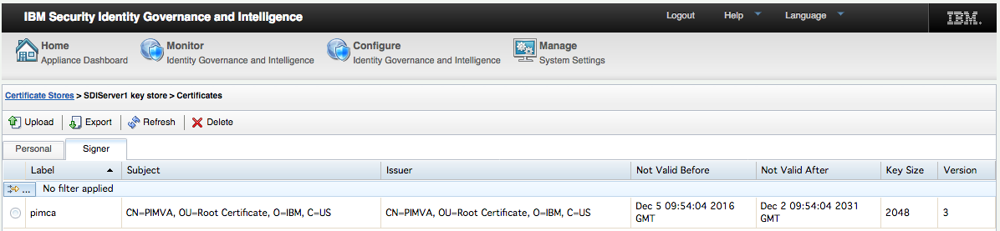 IBM Security Identity Governance and Intelligence
Logout Help Language IBM.
Home Monitor Configure Manage
Appliance Dashboard Identity Governance and Intelligence Identity Governance and Intelligence System Settings
Certificate Stores > SDIServer1 key store > Certificates
Upload Export Refresh Delete
Personal Signer
Label Subject Issuer Not Valid Before Not Valid After Key Size Version
... No filter applied
pimca CN=PIMVA, OU=Root Certificate, O=IBM, C=US CN=PIMVA, OU=Root Certificate, O=IBM, C=US Dec 5 09:54:04 2016 GMT Dec 2 09:54:04 2031 GMT 2048 3